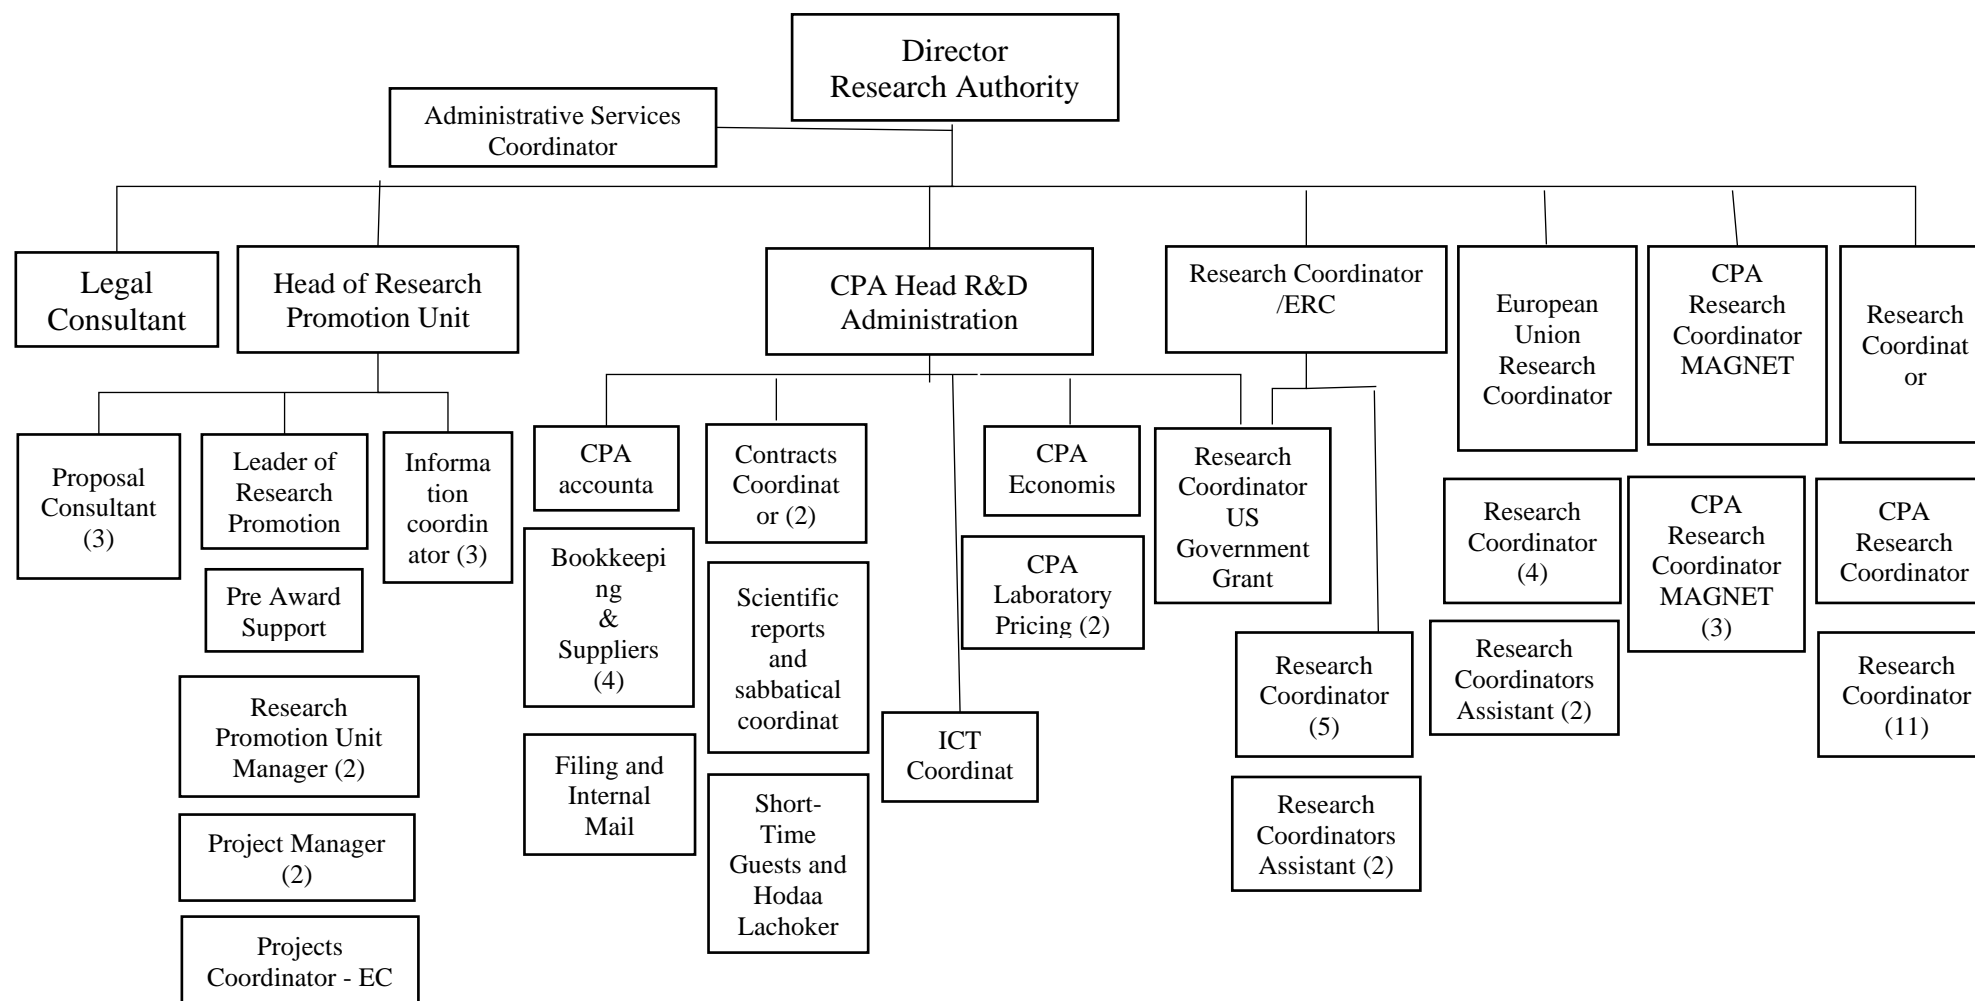 Director
Research Authority
Administrative Services
Coordinator
Legal
Consultant
Head of Research
Promotion Unit
CPA Head R&D
Administration
Research Coordinator
/ERC
European
Union
Research
Coordinator
CPA
Research
Coordinator
MAGNET
Research
Coordinat
or
Proposal
Consultant
(3)
Leader of
Research
Promotion
Informa
tion
coordin
ator (3)
CPA
accounta
Contracts
Coordinat
or (2)
CPA
Economis
Research
Coordinator
US
Government
Grant
Research
Coordinator
(4)
CPA
Research
Coordinator
MAGNET
(3)
CPA
Research
Coordinator
Pre Award
Support
Bookkeepi
ng
&
Suppliers
(4)
Scientific
reports
and
sabbatical
coordinat
CPA
Laboratory
Pricing (2)
Research
Coordinator
(5)
Research
Coordinators
Assistant (2)
Research
Coordinator
(11)
Research
Promotion Unit
Manager (2)
Filing and
Internal
Mail
Short-
Time
Guests and
Hodaa
Lachoker
ICT
Coordinat
Research
Coordinators
Assistant (2)
Project Manager
(2)
Projects
Coordinator - EC